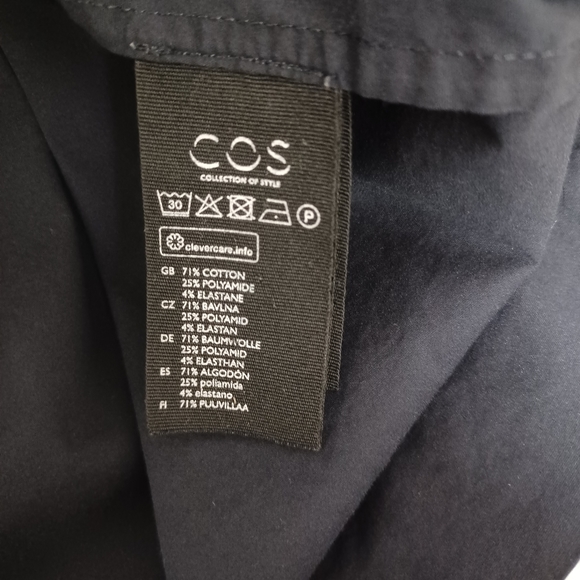 COS
COLLECTION OF STYLE
30 P
clevercare.info
GB 71% COTTON
25% POLYAMIDE
4% ELASTANE
CZ 71% BAVLNA
25% POLYAMID
4% ELASTAN
DE 71% BAUMWOLLE
25% POLYAMID
4% ELASTHAN
ES 71% ALGODÓN
25% poliamida
4% elastano
FI 71% PUUVILLAA